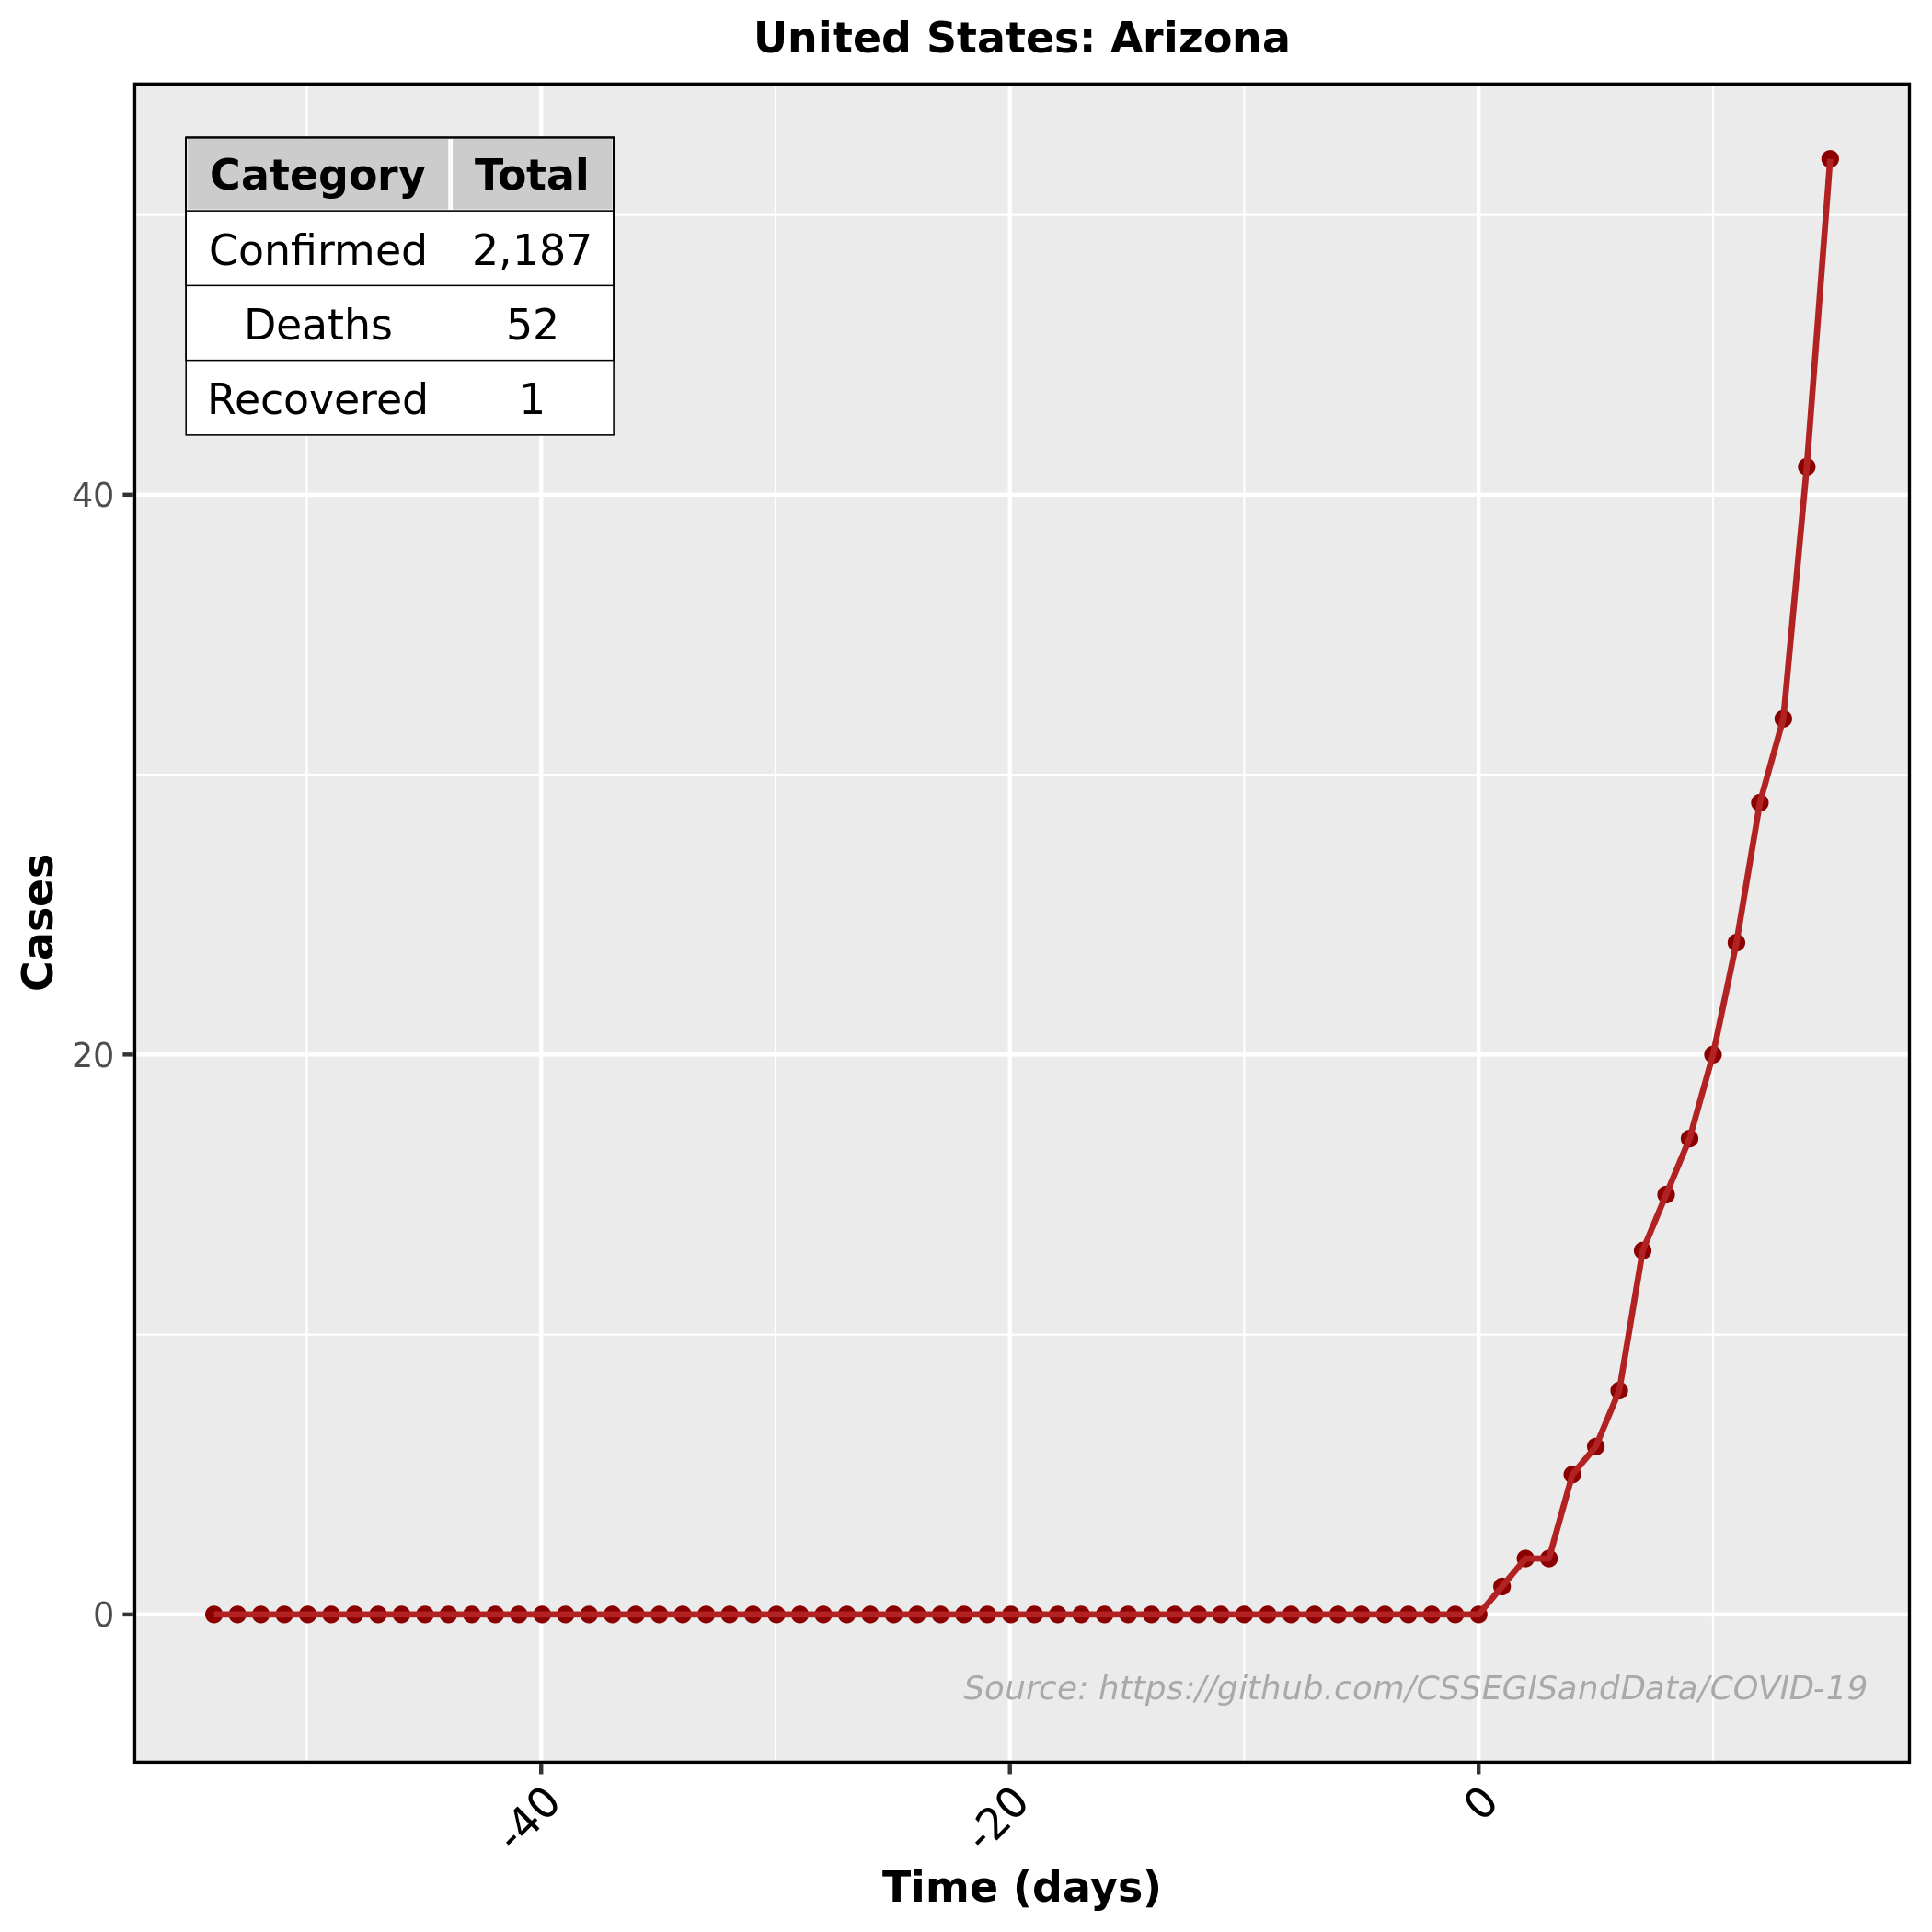 United States: Arizona
Category Total
Confirmed 2,187
Deaths 52
Recovered 1
40
20
0
Cases
Source: https://github.com/CSSEGISandData/COVID-19
-40 -20 0
Time (days)